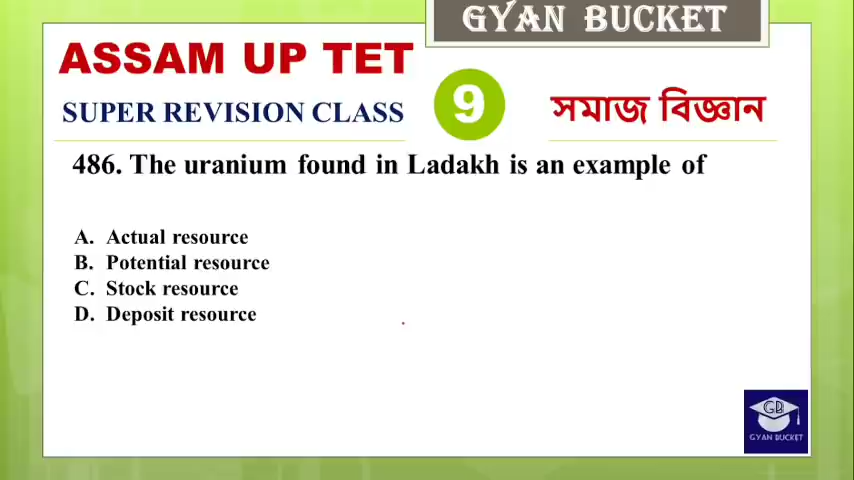 GYAN BUCKET
ASSAM UP TET
SUPER REVISION CLASS
9
সমাজ বিজ্ঞান
486. The uranium found in Ladakh is an example of
A. Actual resource
B. Potential resource
C. Stock resource
D. Deposit resource
GB
GYAN BUCKET